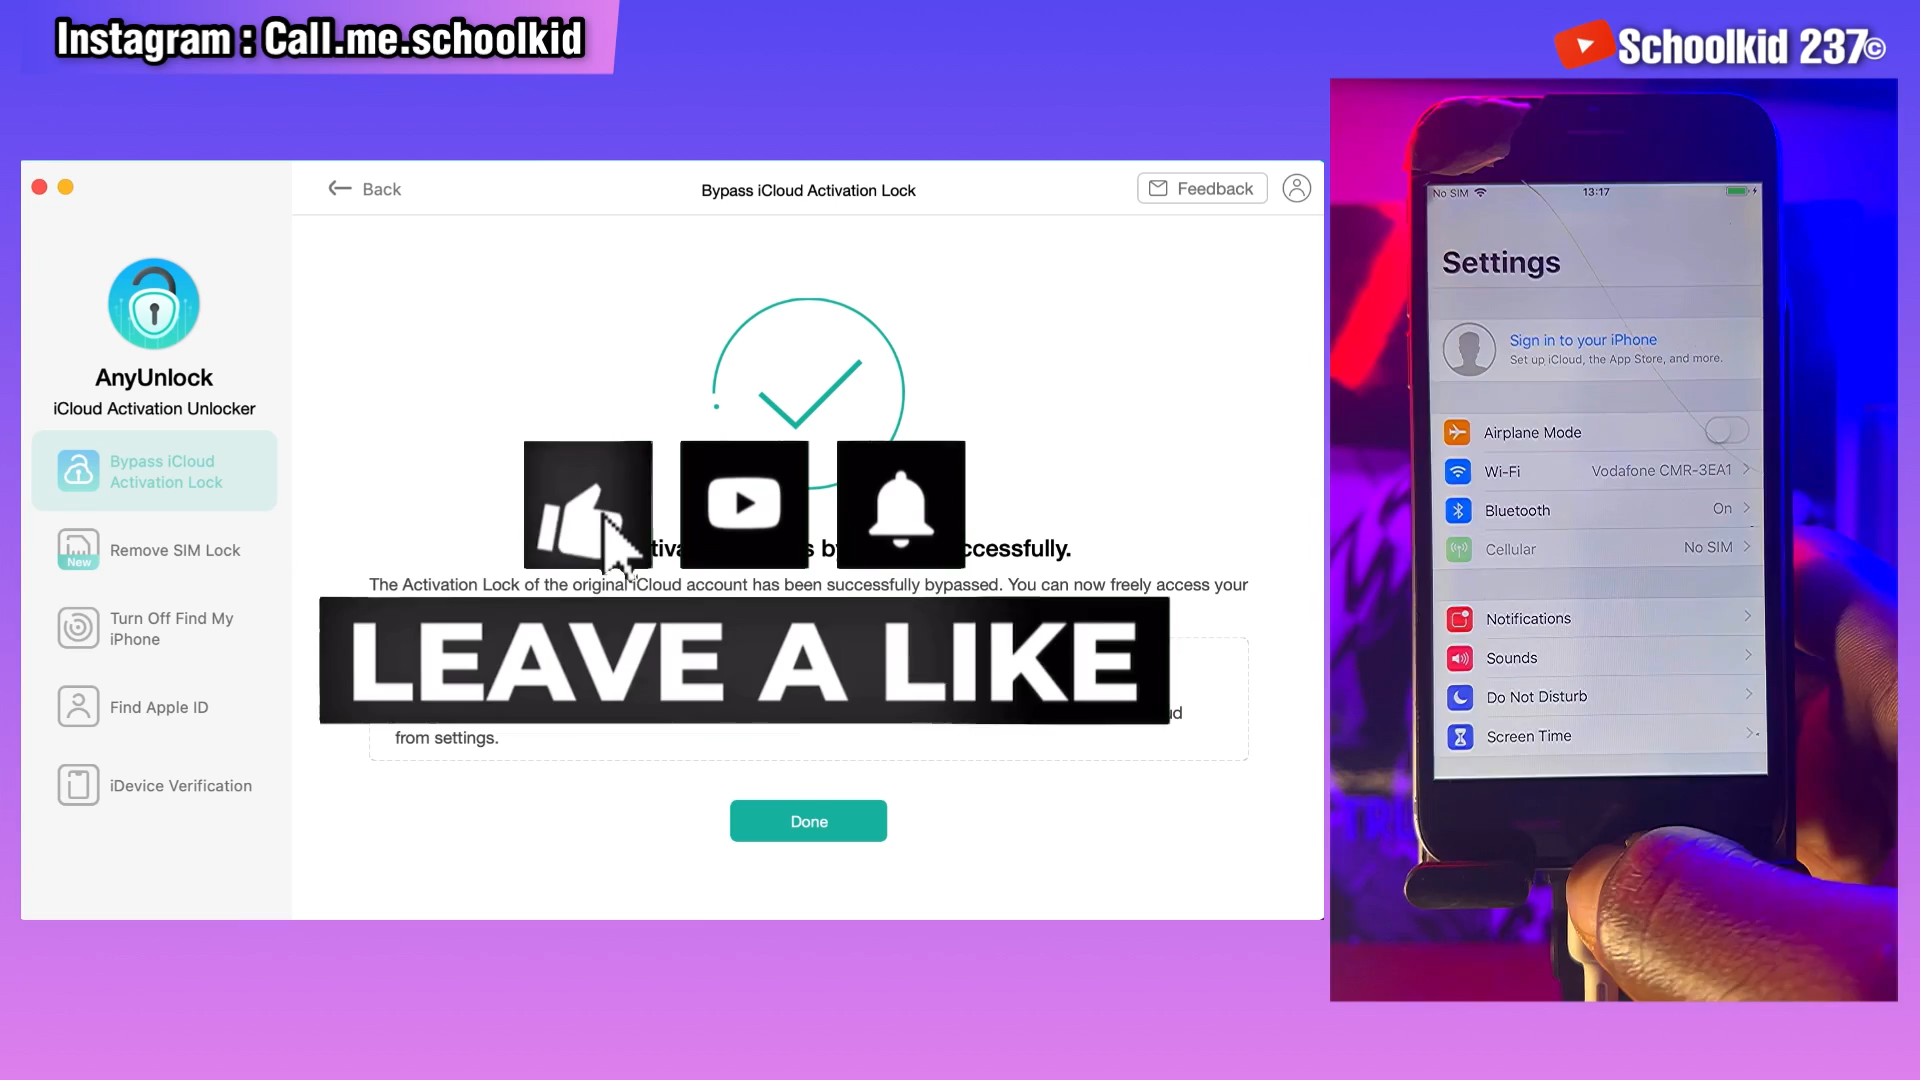 Instagram : Call.me.schoolkid
Schoolkid 237©
Back
Bypass iCloud Activation Lock
Feedback
AnyUnlock
iCloud Activation Unlocker
Bypass iCloud
Activation Lock
Remove SIM Lock
New
Turn Off Find My
iPhone
Find Apple ID
iDevice Verification
The Activation Lock of the original iCloud account has been successfully bypassed. You can now freely access your
LEAVE A LIKE
from settings.
Done
No SIM
13:17
Settings
Sign in to your iPhone
Set up iCloud, the App Store, and more.
Airplane Mode
Wi-Fi
Vodafone CMR-3EA1
Bluetooth
On
Cellular
No SIM
Notifications
Sounds
Do Not Disturb
Screen Time